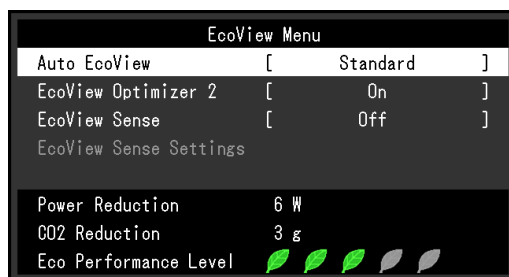 EcoView Menu
Auto EcoView [ Standard ]
EcoView Optimizer 2 [ On ]
EcoView Sense [ Off ]
EcoView Sense Settings
Power Reduction 6 W
CO2 Reduction 3 g
Eco Performance Level